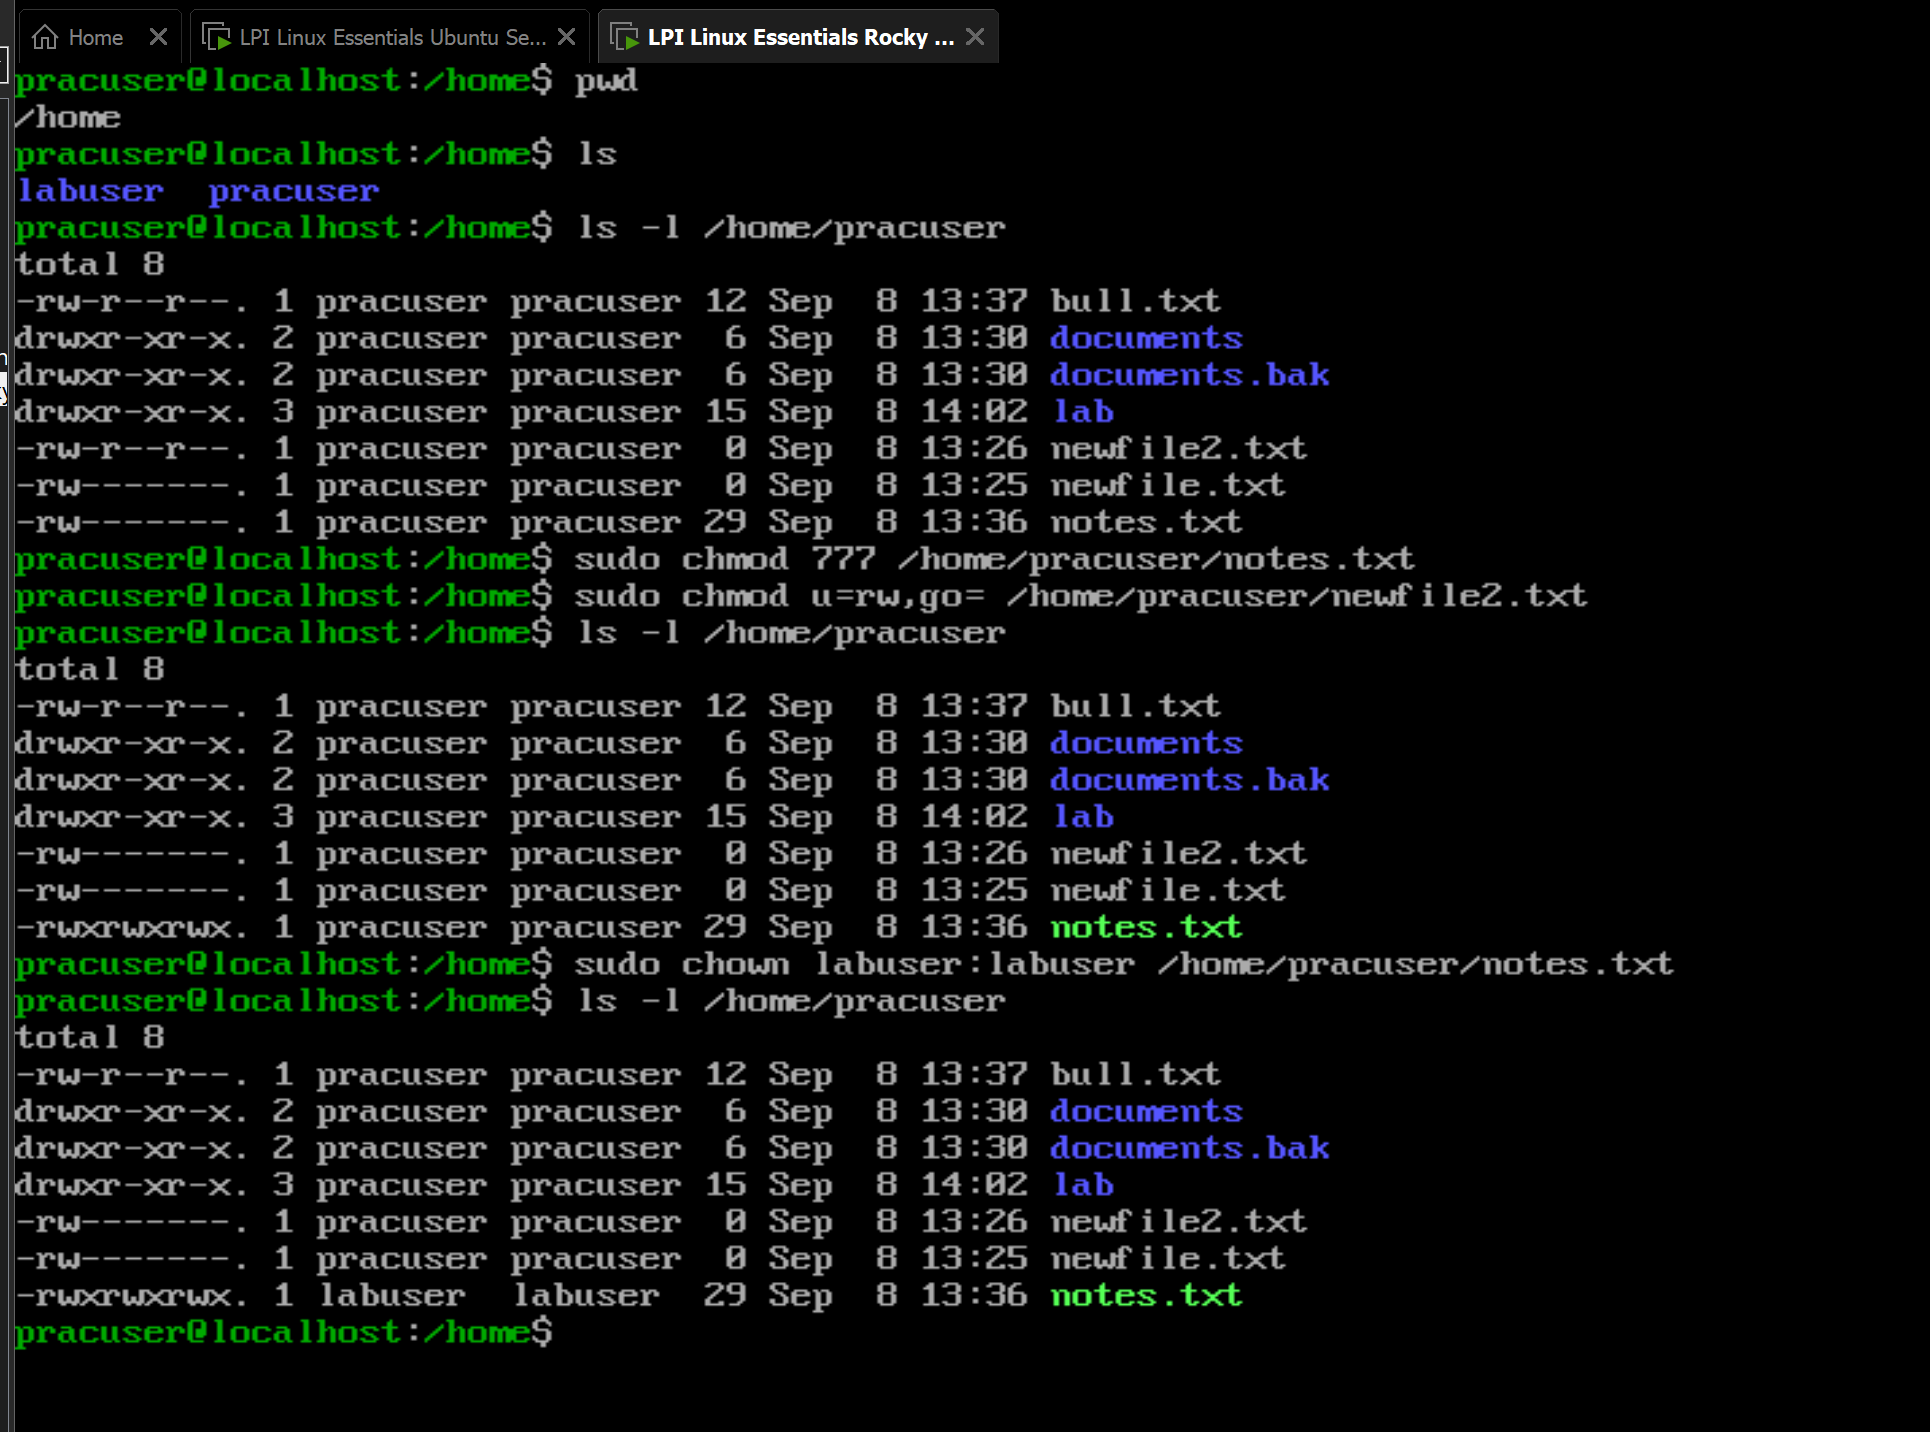 Home
LPI Linux Essentials Ubuntu Se...
LPI Linux Essentials Rocky ...
pracuser@localhost:/home$ pwd
/home
pracuser@localhost:/home$ ls
labuser  pracuser
pracuser@localhost:/home$ ls -l /home/pracuser
total 8
-rw-r--r--. 1 pracuser pracuser 12 Sep  8 13:37 bull.txt
drwxr-xr-x. 2 pracuser pracuser  6 Sep  8 13:30 documents
drwxr-xr-x. 2 pracuser pracuser  6 Sep  8 13:30 documents.bak
drwxr-xr-x. 3 pracuser pracuser 15 Sep  8 14:02 lab
-rw-r--r--. 1 pracuser pracuser  0 Sep  8 13:26 newfile2.txt
-rw-------. 1 pracuser pracuser  0 Sep  8 13:25 newfile.txt
-rw-------. 1 pracuser pracuser 29 Sep  8 13:36 notes.txt
pracuser@localhost:/home$ sudo chmod 777 /home/pracuser/notes.txt
pracuser@localhost:/home$ sudo chmod u=rw,go= /home/pracuser/newfile2.txt
pracuser@localhost:/home$ ls -l /home/pracuser
total 8
-rw-r--r--. 1 pracuser pracuser 12 Sep  8 13:37 bull.txt
drwxr-xr-x. 2 pracuser pracuser  6 Sep  8 13:30 documents
drwxr-xr-x. 2 pracuser pracuser  6 Sep  8 13:30 documents.bak
drwxr-xr-x. 3 pracuser pracuser 15 Sep  8 14:02 lab
-rw-------. 1 pracuser pracuser  0 Sep  8 13:26 newfile2.txt
-rw-------. 1 pracuser pracuser  0 Sep  8 13:25 newfile.txt
-rwxrwxrwx. 1 pracuser pracuser 29 Sep  8 13:36 notes.txt
pracuser@localhost:/home$ sudo chown labuser:labuser /home/pracuser/notes.txt
pracuser@localhost:/home$ ls -l /home/pracuser
total 8
-rw-r--r--. 1 pracuser pracuser 12 Sep  8 13:37 bull.txt
drwxr-xr-x. 2 pracuser pracuser  6 Sep  8 13:30 documents
drwxr-xr-x. 2 pracuser pracuser  6 Sep  8 13:30 documents.bak
drwxr-xr-x. 3 pracuser pracuser 15 Sep  8 14:02 lab
-rw-------. 1 pracuser pracuser  0 Sep  8 13:26 newfile2.txt
-rw-------. 1 pracuser pracuser  0 Sep  8 13:25 newfile.txt
-rwxrwxrwx. 1 labuser  labuser  29 Sep  8 13:36 notes.txt
pracuser@localhost:/home$